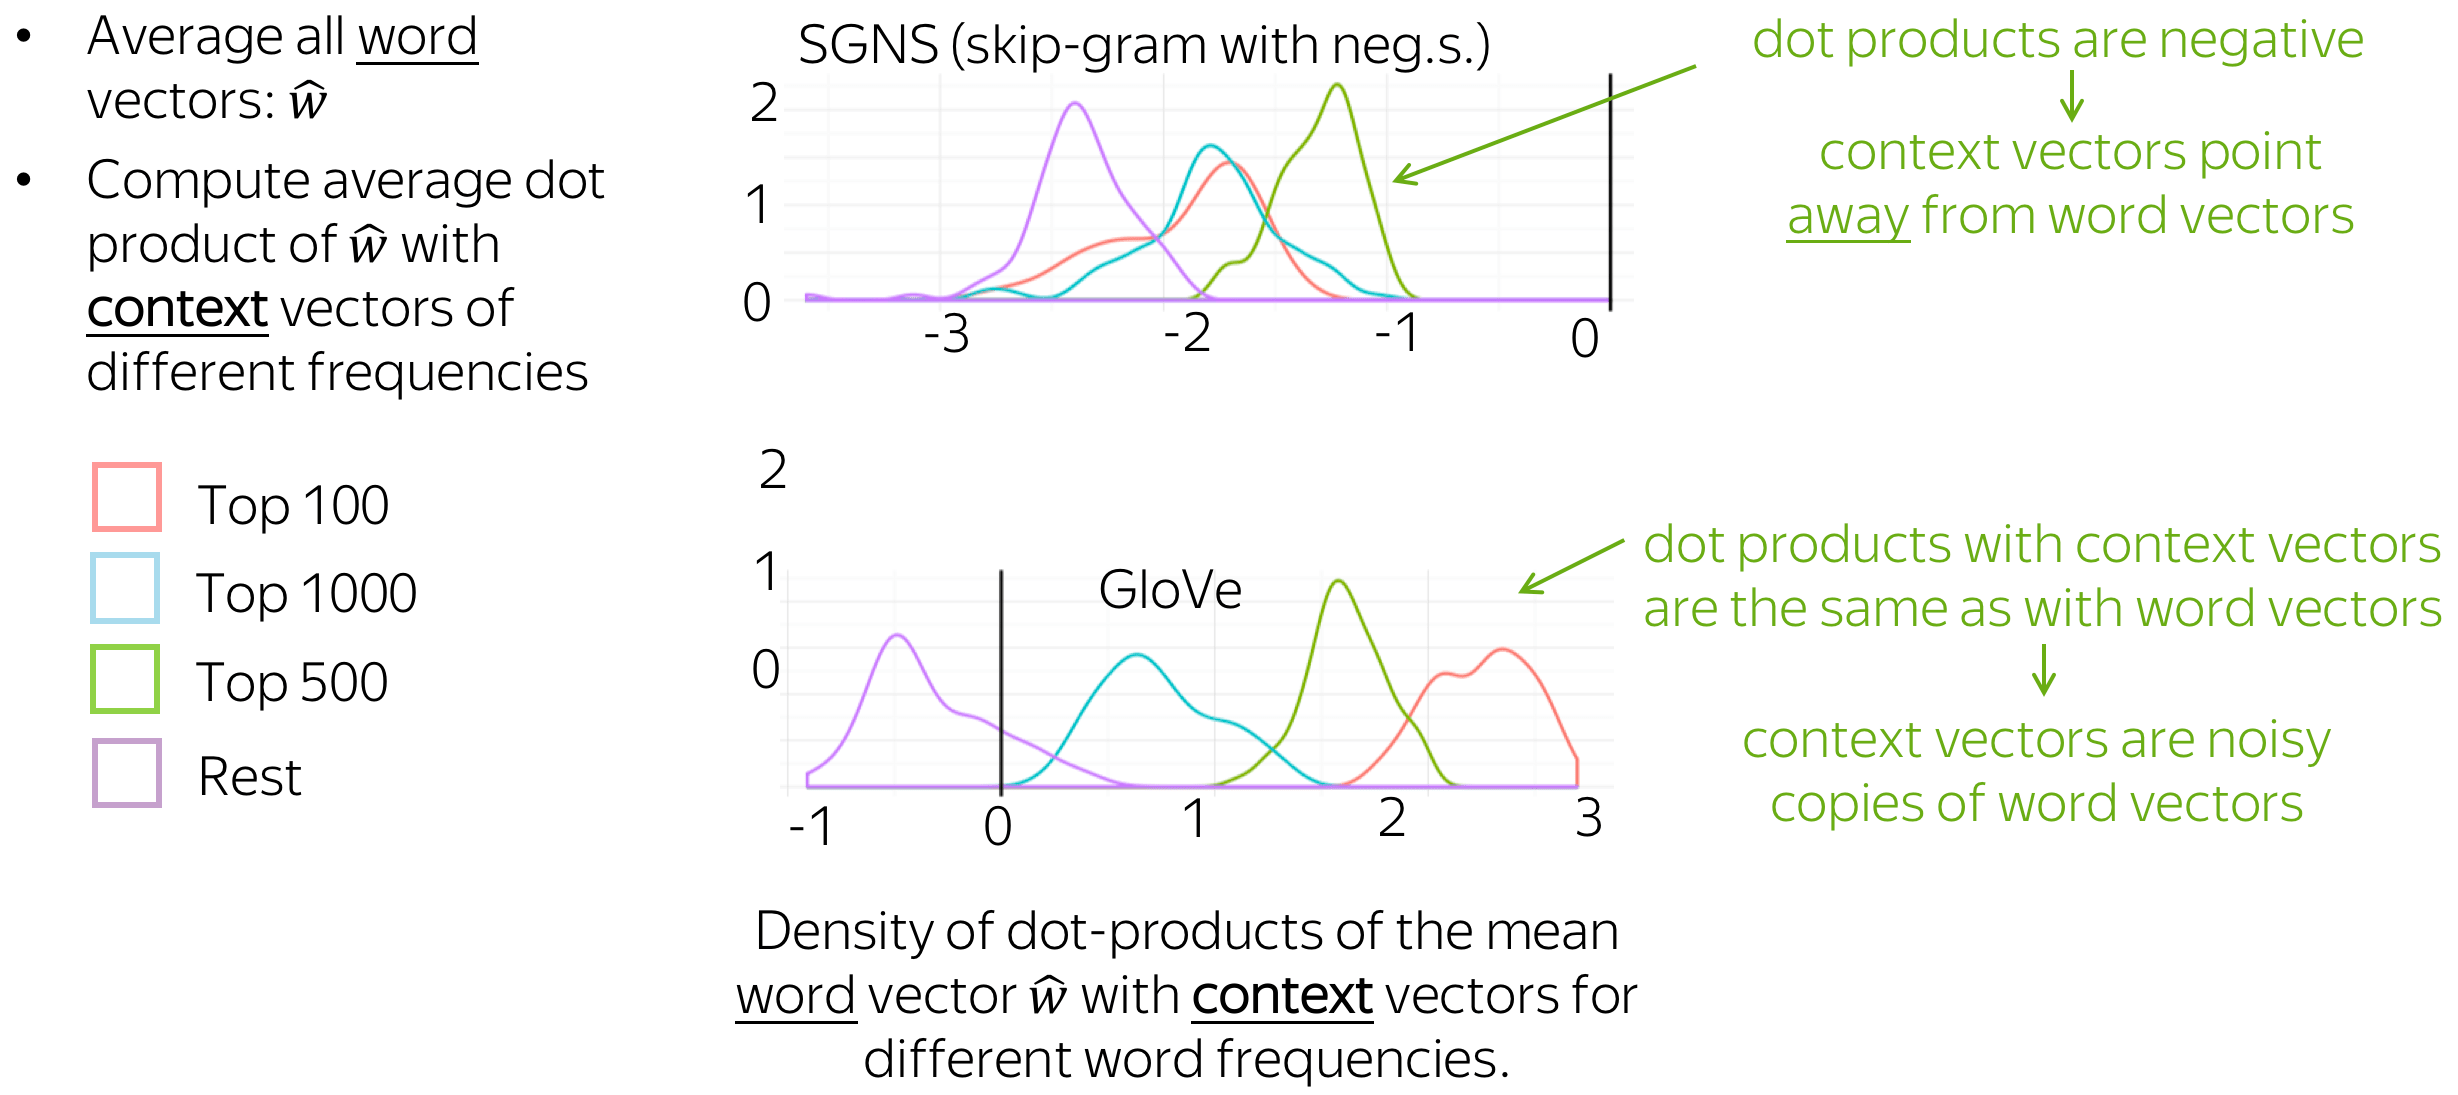 • Average all word
vectors: ŵ
• Compute average dot
product of ŵ with
context vectors of
different frequencies
Top 100
Top 1000
Top 500
Rest
SGNS (skip-gram with neg.s.)
2
1
0
-3 -2 -1 0
dot products are negative
context vectors point
away from word vectors
2
1
0
GloVe
-1 0 1 2 3
dot products with context vectors
are the same as with word vectors
context vectors are noisy
copies of word vectors
Density of dot-products of the mean
word vector ŵ with context vectors for
different word frequencies.